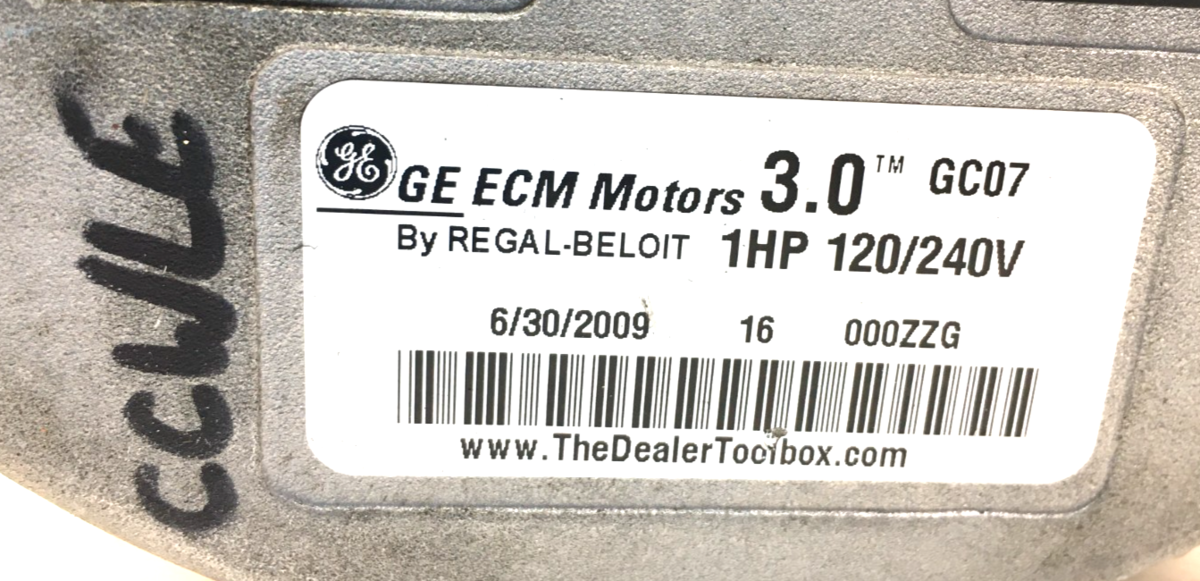 CCWLE
GE
GE ECM Motors 3.0™ GC07
By REGAL-BELOIT 1HP 120/240V
6/30/2009 16 000ZZG
www.TheDealerToolbox.com